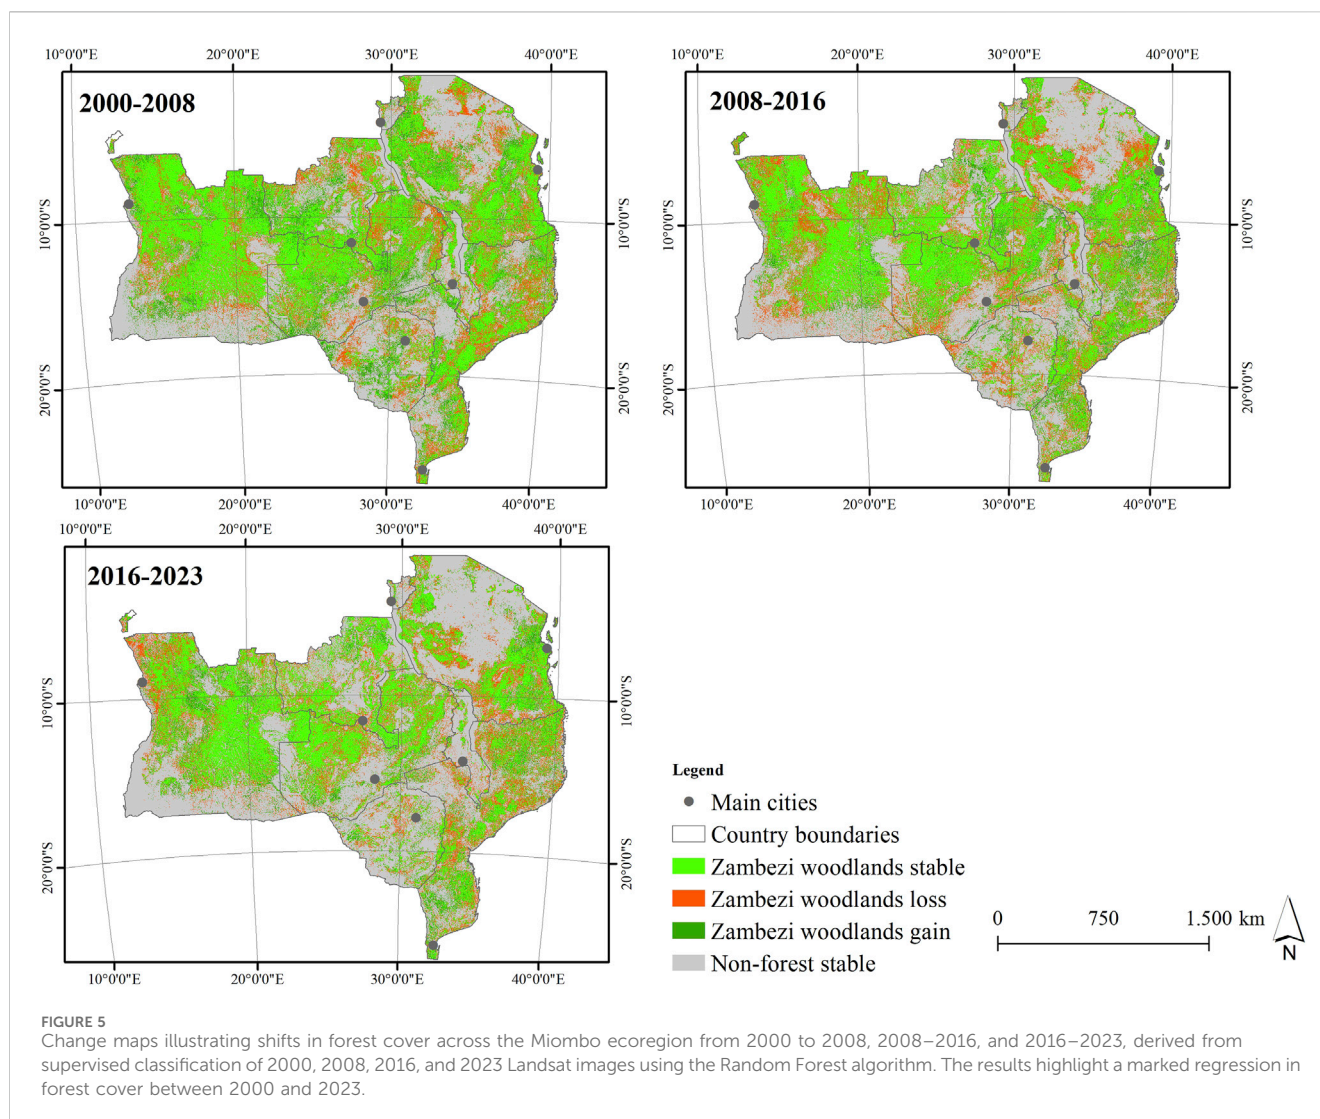 10°0'0"E 20°0'0"E 30°0'0"E 40°0'0"E
2000-2008
10°0'0"S 10°0'0"S
20°0'0"S 20°0'0"S
10°0'0"E 20°0'0"E 30°0'0"E 40°0'0"E
10°0'0"E 20°0'0"E 30°0'0"E 40°0'0"E
2008-2016
10°0'0"S 10°0'0"S
20°0'0"S 20°0'0"S
10°0'0"E 20°0'0"E 30°0'0"E 40°0'0"E
10°0'0"E 20°0'0"E 30°0'0"E 40°0'0"E
2016-2023
10°0'0"S 10°0'0"S
20°0'0"S 20°0'0"S
10°0'0"E 20°0'0"E 30°0'0"E 40°0'0"E
Legend
Main cities
Country boundaries
Zambezi woodlands stable
Zambezi woodlands loss
Zambezi woodlands gain
Non-forest stable
0 750 1.500 km
N
FIGURE 5
Change maps illustrating shifts in forest cover across the Miombo ecoregion from 2000 to 2008, 2008–2016, and 2016–2023, derived from
supervised classification of 2000, 2008, 2016, and 2023 Landsat images using the Random Forest algorithm. The results highlight a marked regression in
forest cover between 2000 and 2023.